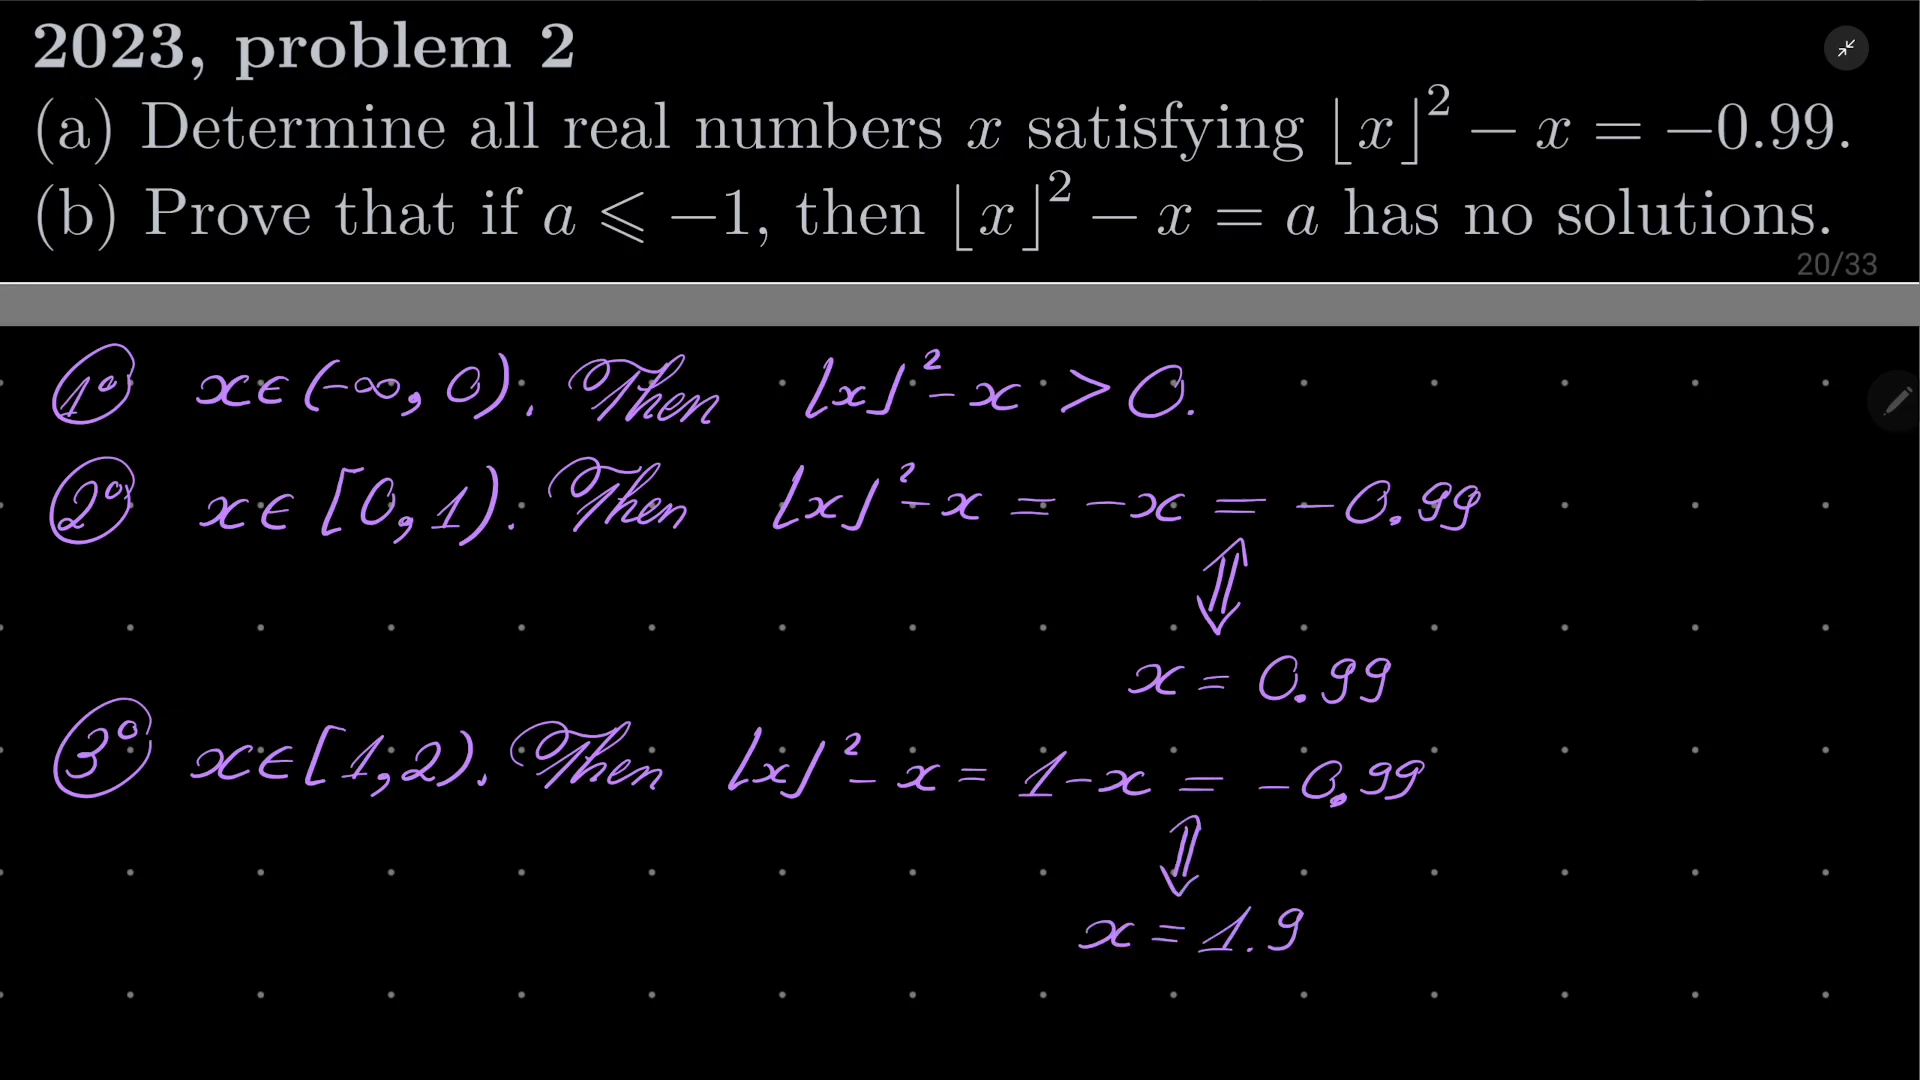 2023, problem 2
(a) Determine all real numbers x satisfying ⌊x⌋² − x = −0.99.
(b) Prove that if a ⩽ −1, then ⌊x⌋² − x = a has no solutions.
20/33
1° x∈(-∞, 0). Then ⌊x⌋² - x > 0.
2° x∈ [0,1). Then ⌊x⌋² - x = -x = -0.99
⇕
x = 0.99
3° x∈[1,2). Then ⌊x⌋² - x = 1-x = -0.99
⇕
x = 1.9